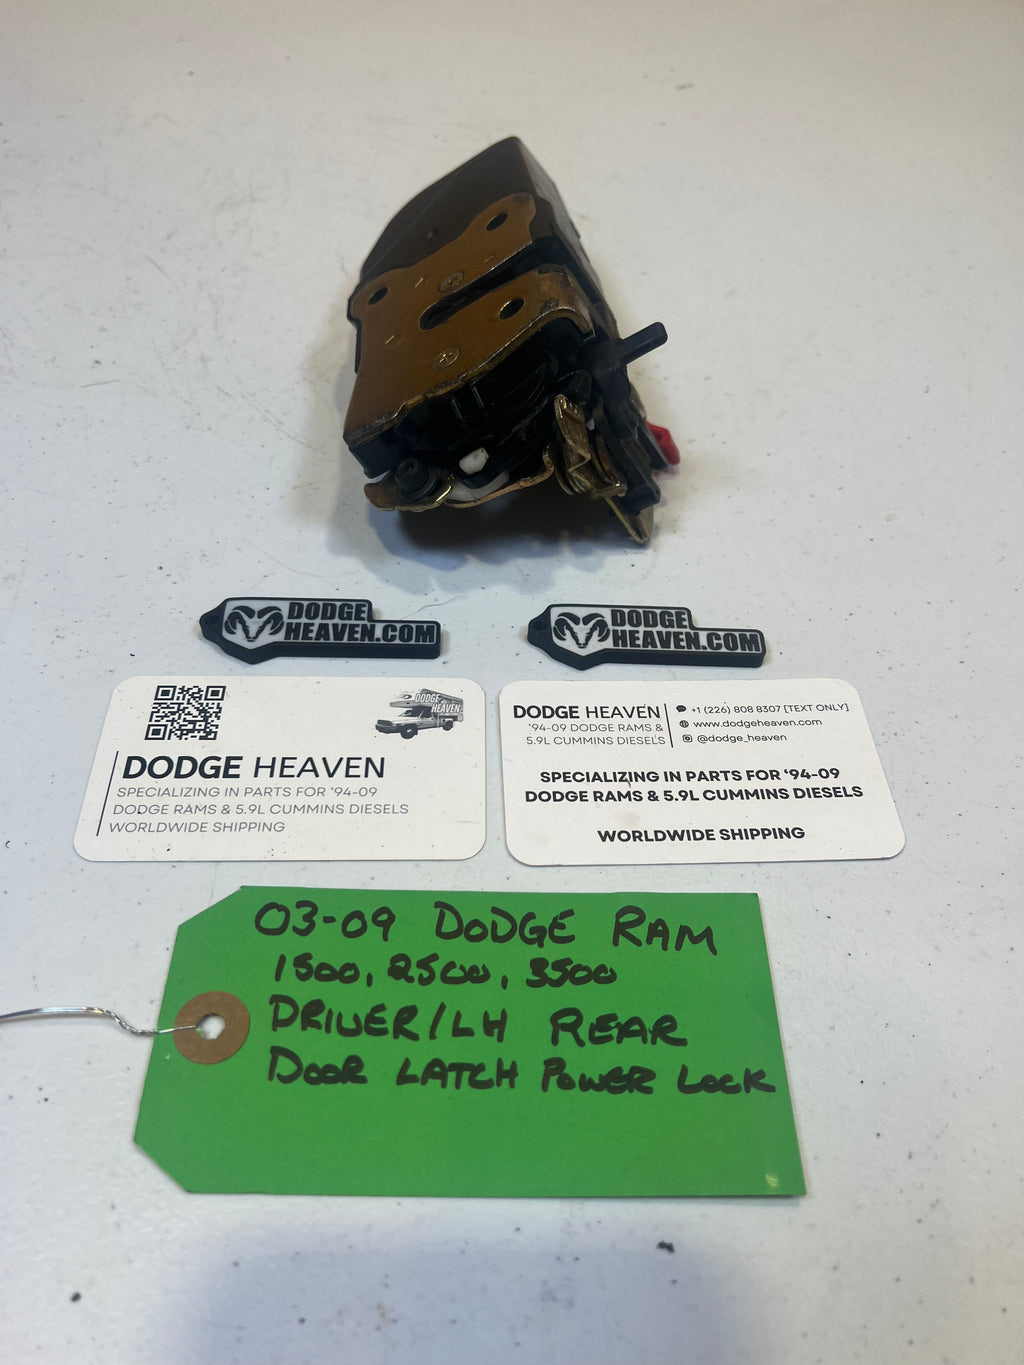 DODGE
HEAVEN.COM
DODGE
HEAVEN.COM
DODGE
HEAVEN
DODGE HEAVEN
SPECIALIZING IN PARTS FOR '94-09
DODGE RAMS & 5.9L CUMMINS DIESELS
WORLDWIDE SHIPPING
DODGE HEAVEN
'94-09 DODGE RAMS &
5.9L CUMMINS DIESELS
+1 (226) 808 8307 [TEXT ONLY]
www.dodgeheaven.com
@dodge_heaven
SPECIALIZING IN PARTS FOR '94-09
DODGE RAMS & 5.9L CUMMINS DIESELS
WORLDWIDE SHIPPING
03-09 DODGE RAM
1500, 2500, 3500
DRIVER/LH REAR
DOOR LATCH POWER LOCK